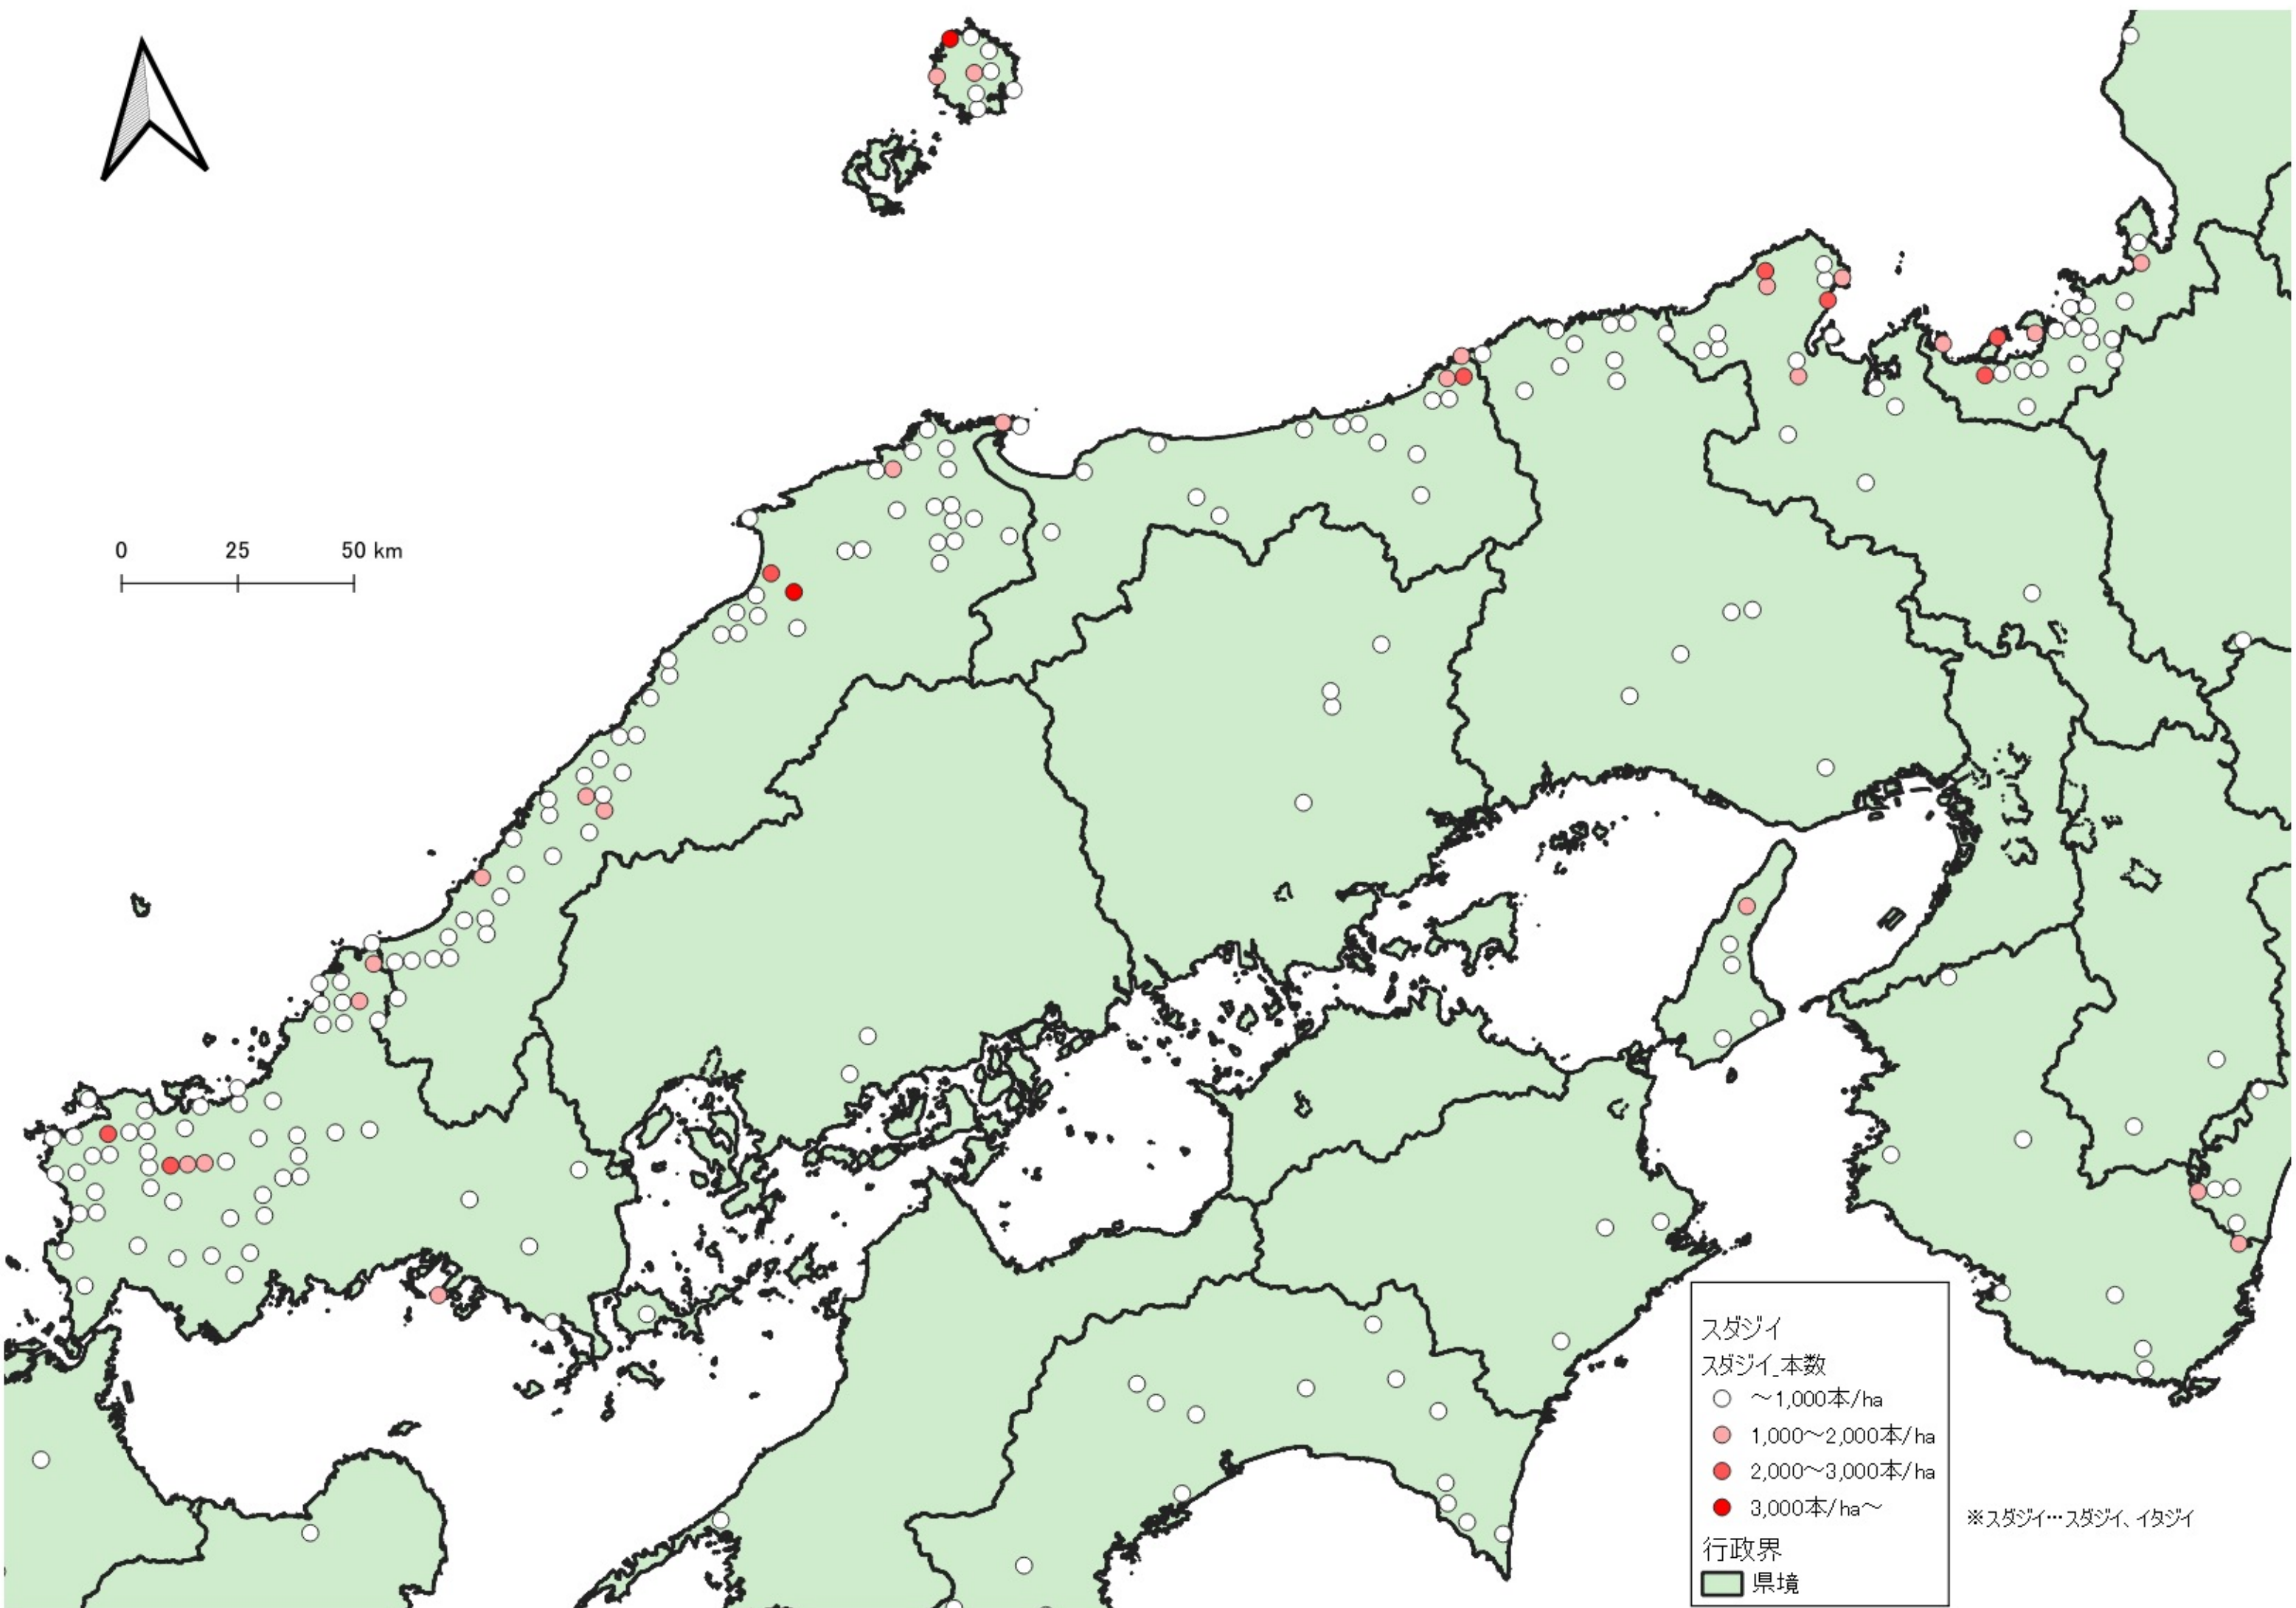 0 25 50 km
スダジイ
スダジイ_本数
～1,000本/ha
1,000～2,000本/ha
2,000～3,000本/ha
3,000本/ha～
行政界
県境
※スダジイ…スダジイ、イタジイ